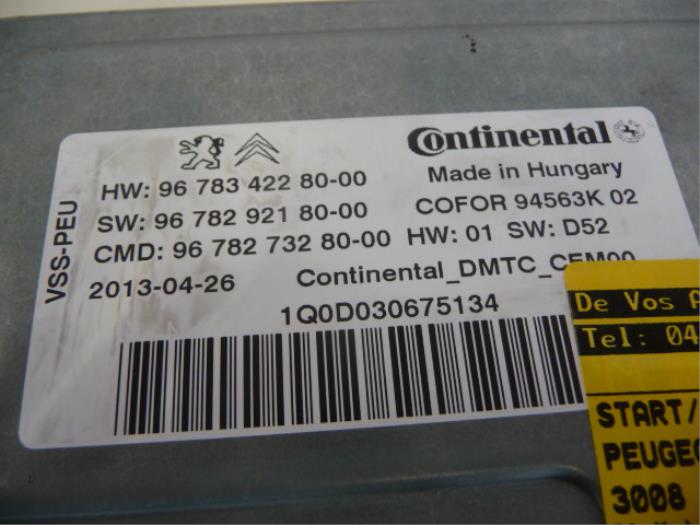 Continental
Made in Hungary
COFOR 94563K 02
HW: 01 SW: D52
VSS-PEU
HW: 96 783 422 80-00
SW: 96 782 921 80-00
CMD: 96 782 732 80-00
2013-04-26
Continental_DMTC_CEM00
1Q0D030675134
De Vos A
Tel: 04
START/
PEUGEO
3008